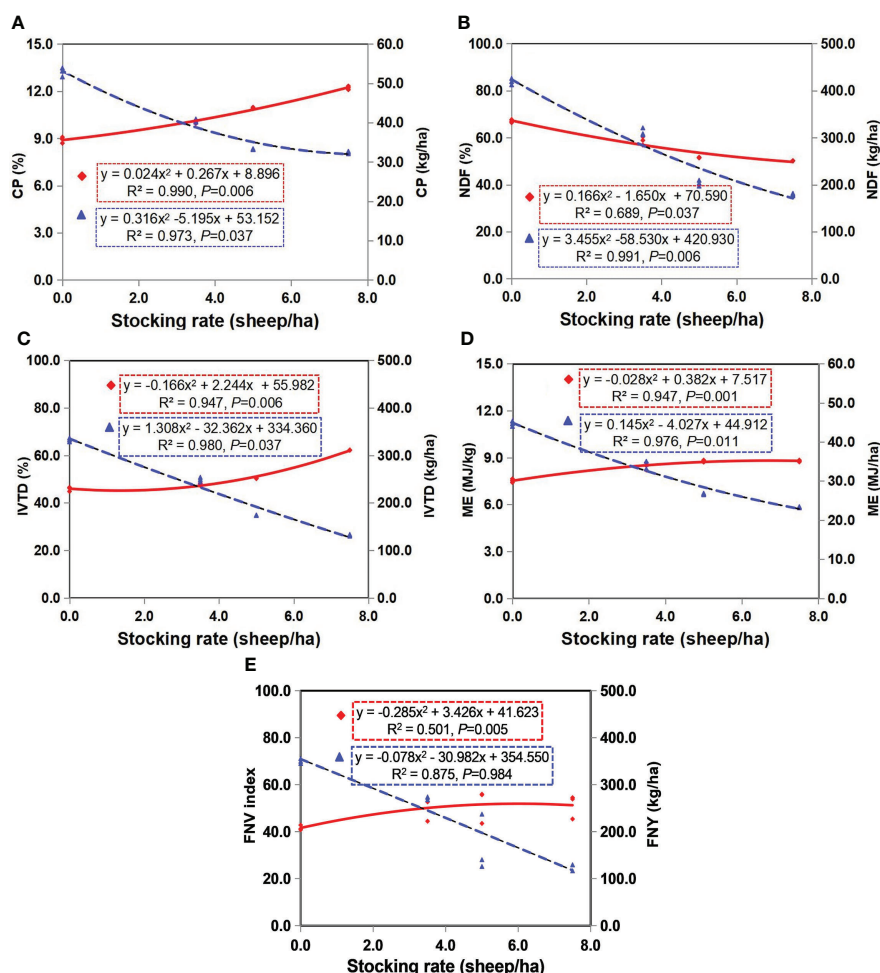 A
15.0
12.0
9.0
6.0
3.0
0.0
CP (%)
60.0
50.0
40.0
30.0
20.0
10.0
0.0
CP (kg/ha)
y = 0.024x² + 0.267x + 8.896
R² = 0.990, P=0.006
y = 0.316x² -5.195x + 53.152
R² = 0.973, P=0.037
0.0 2.0 4.0 6.0 8.0
Stocking rate (sheep/ha)
B
100.0
80.0
60.0
40.0
20.0
0.0
NDF (%)
500.0
400.0
300.0
200.0
100.0
0.0
NDF (kg/ha)
y = 0.166x² - 1.650x + 70.590
R² = 0.689, P=0.037
y = 3.455x² -58.530x + 420.930
R² = 0.991, P=0.006
0.0 2.0 4.0 6.0 8.0
Stocking rate (sheep/ha)
C
100.0
80.0
60.0
40.0
20.0
0.0
IVTD (%)
500.0
400.0
300.0
200.0
100.0
0.0
IVTD (kg/ha)
y = -0.166x² + 2.244x + 55.982
R² = 0.947, P=0.006
y = 1.308x² - 32.362x + 334.360
R² = 0.980, P=0.037
0.0 2.0 4.0 6.0 8.0
Stocking rate (sheep/ha)
D
15.0
12.0
9.0
6.0
3.0
0.0
ME (MJ/kg)
60.0
50.0
40.0
30.0
20.0
10.0
0.0
ME (MJ/ha)
y = -0.028x² + 0.382x + 7.517
R² = 0.947, P=0.001
y = 0.145x² - 4.027x + 44.912
R² = 0.976, P=0.011
0.0 2.0 4.0 6.0 8.0
Stocking rate (sheep/ha)
E
100.0
80.0
60.0
40.0
20.0
0.0
FNV index
500.0
400.0
300.0
200.0
100.0
0.0
FNY (kg/ha)
y = -0.285x² + 3.426x + 41.623
R² = 0.501, P=0.005
y = -0.078x² - 30.982x + 354.550
R² = 0.875, P=0.984
0.0 2.0 4.0 6.0 8.0
Stocking rate (sheep/ha)